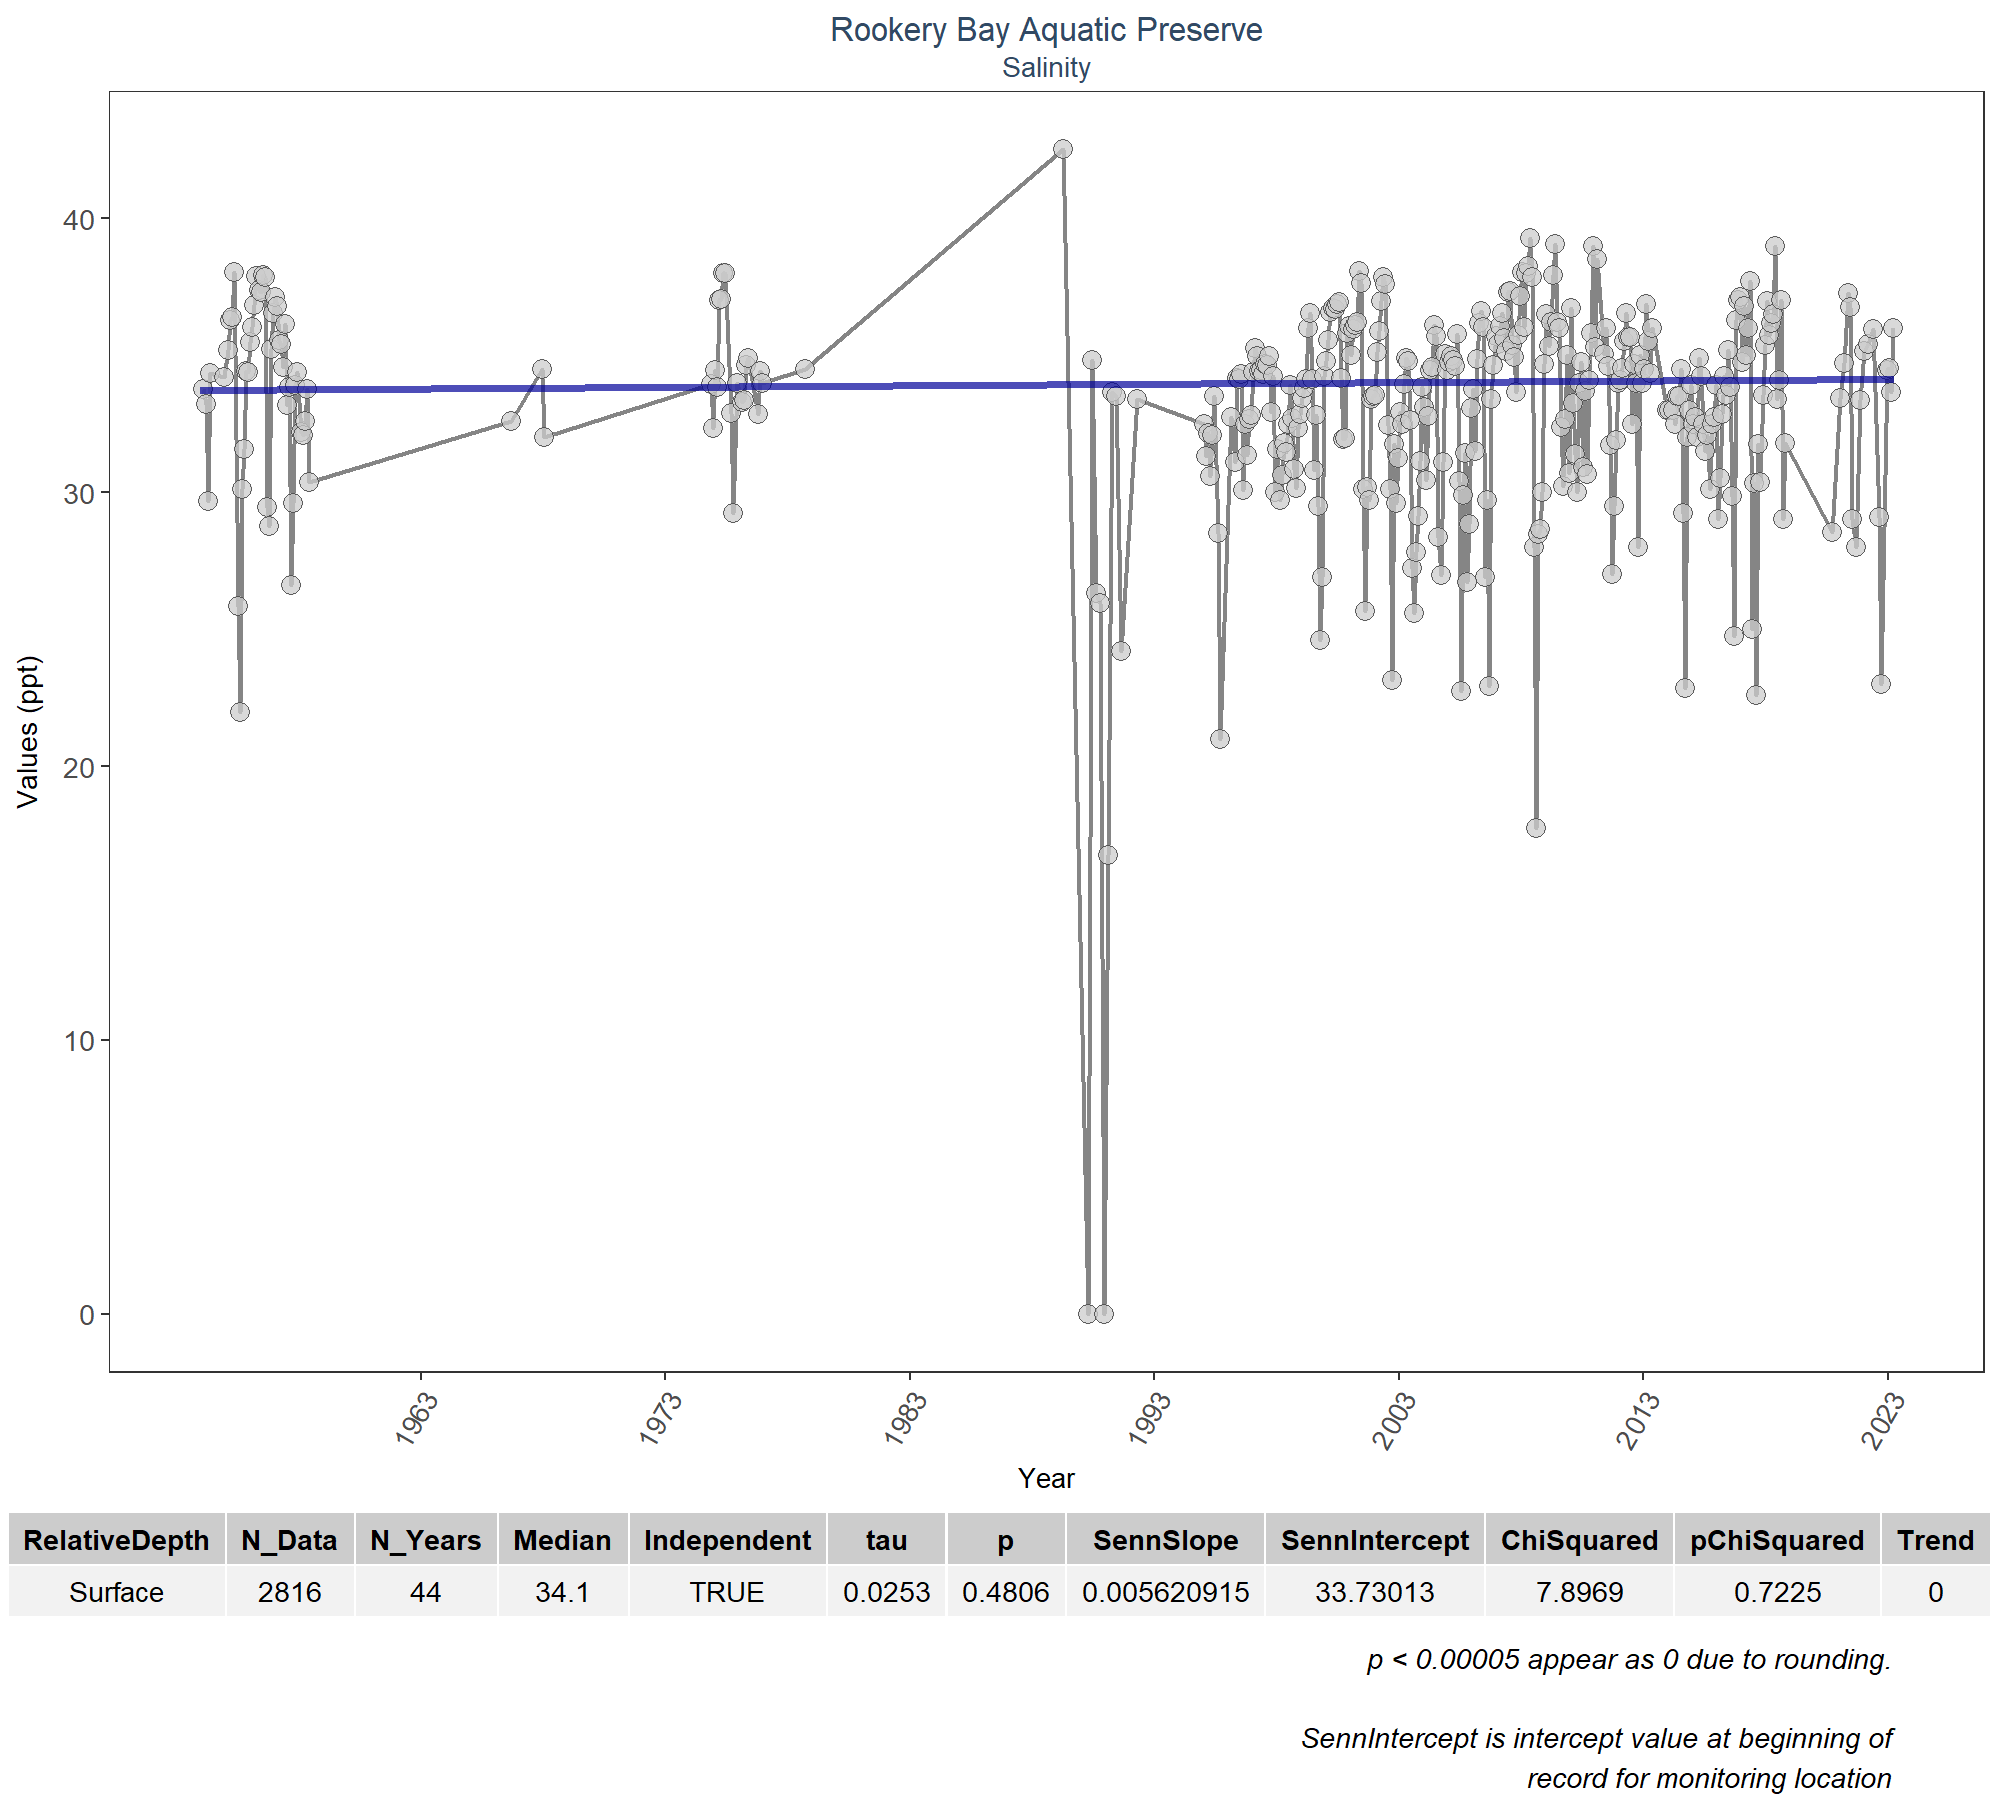 Rookery Bay Aquatic Preserve
Salinity
Values (ppt)
40
30
20
10
0
1963 1973 1983 1993 2003 2013 2023
Year
RelativeDepth N_Data N_Years Median Independent tau p SennSlope SennIntercept ChiSquared pChiSquared Trend
Surface 2816 44 34.1 TRUE 0.0253 0.4806 0.005620915 33.73013 7.8969 0.7225 0
p < 0.00005 appear as 0 due to rounding.
SennIntercept is intercept value at beginning of
record for monitoring location